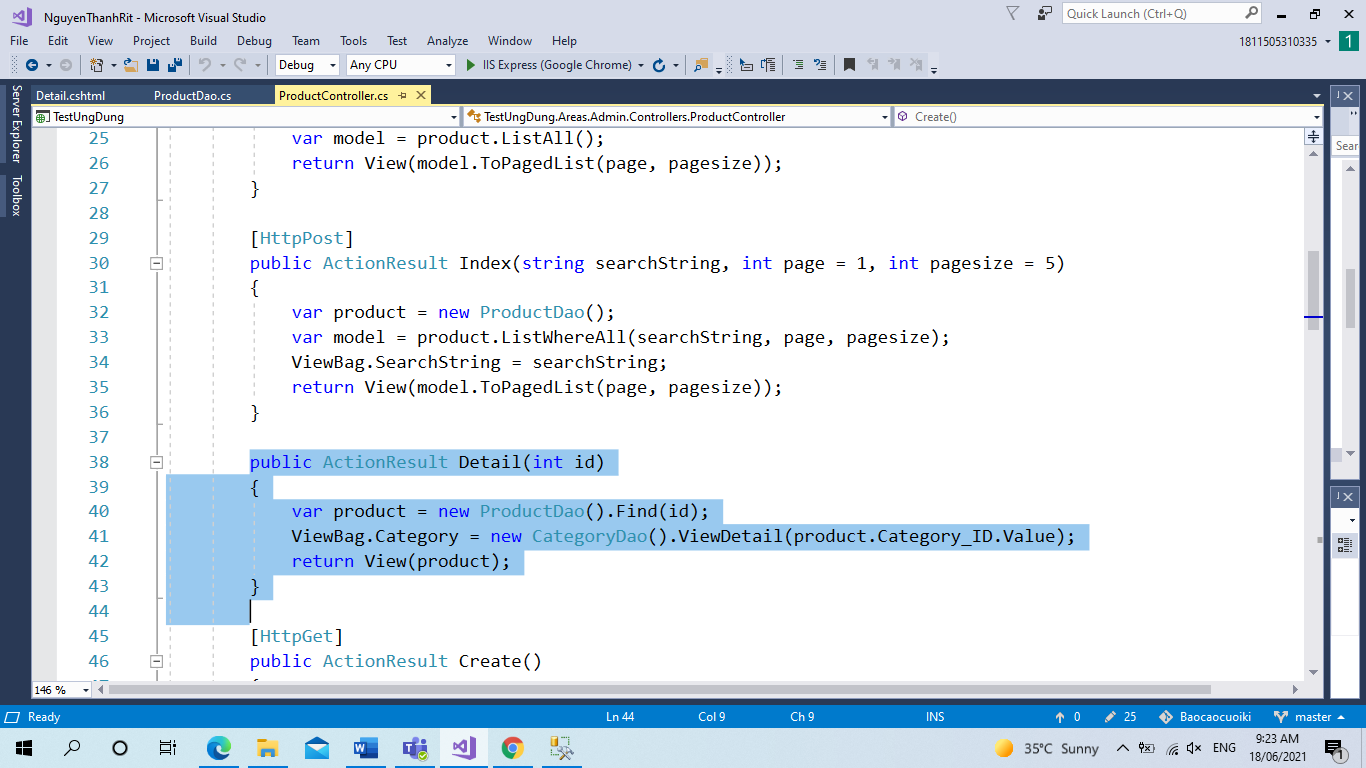 NguyenThanhRit - Microsoft Visual Studio
Quick Launch (Ctrl+Q)
File Edit View Project Build Debug Team Tools Test Analyze Window Help
1811505310335 1
Debug Any CPU IIS Express (Google Chrome)
Server Explorer
Toolbox
Detail.cshtml ProductDao.cs ProductController.cs
TestUngDung TestUngDung.Areas.Admin.Controllers.ProductController Create()
Sear
25 var model = product.ListAll();
26 return View(model.ToPagedList(page, pagesize));
27 }
28
29 [HttpPost]
30 public ActionResult Index(string searchString, int page = 1, int pagesize = 5)
31 {
32 var product = new ProductDao();
33 var model = product.ListWhereAll(searchString, page, pagesize);
34 ViewBag.SearchString = searchString;
35 return View(model.ToPagedList(page, pagesize));
36 }
37
38 public ActionResult Detail(int id)
39 {
40 var product = new ProductDao().Find(id);
41 ViewBag.Category = new CategoryDao().ViewDetail(product.Category_ID.Value);
42 return View(product);
43 }
44
45 [HttpGet]
46 public ActionResult Create()
146 %
Ready Ln 44 Col 9 Ch 9 INS 0 25 Baocaocuoiki master
35°C Sunny ENG 9:23 AM
18/06/2021 1